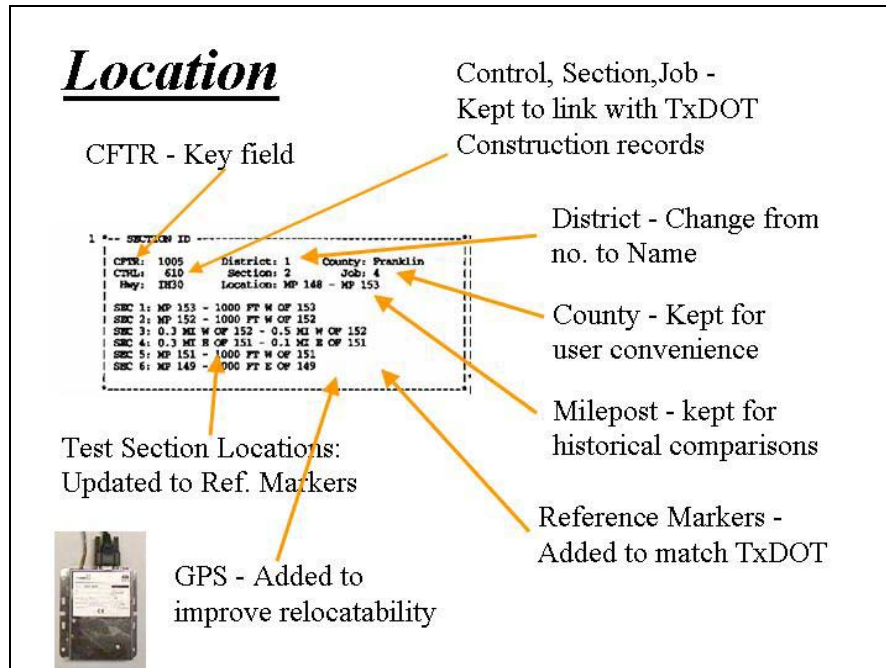 Location
Control, Section,Job -
Kept to link with TxDOT
Construction records
CFTR - Key field
District - Change from
no. to Name
1 *-- SECTION ID
CFTR: 1005 District: 1 County: Franklin
CTRL: 610 Section: 2 Job: 4
Hwy: IH30 Location: MP 148 - MP 153
SEC 1: MP 153 - 1000 FT W OF 153
SEC 2: MP 152 - 1000 FT W OF 152
SEC 3: 0.3 MI W OF 152 - 0.5 MI W OF 152
SEC 4: 0.3 MI E OF 151 - 0.1 MI E OF 151
SEC 5: MP 151 - 1000 FT W OF 151
SEC 6: MP 149 - 1000 FT E OF 149
County - Kept for
user convenience
Milepost - kept for
historical comparisons
Test Section Locations:
Updated to Ref. Markers
Reference Markers -
Added to match TxDOT
GPS - Added to
improve relocatability